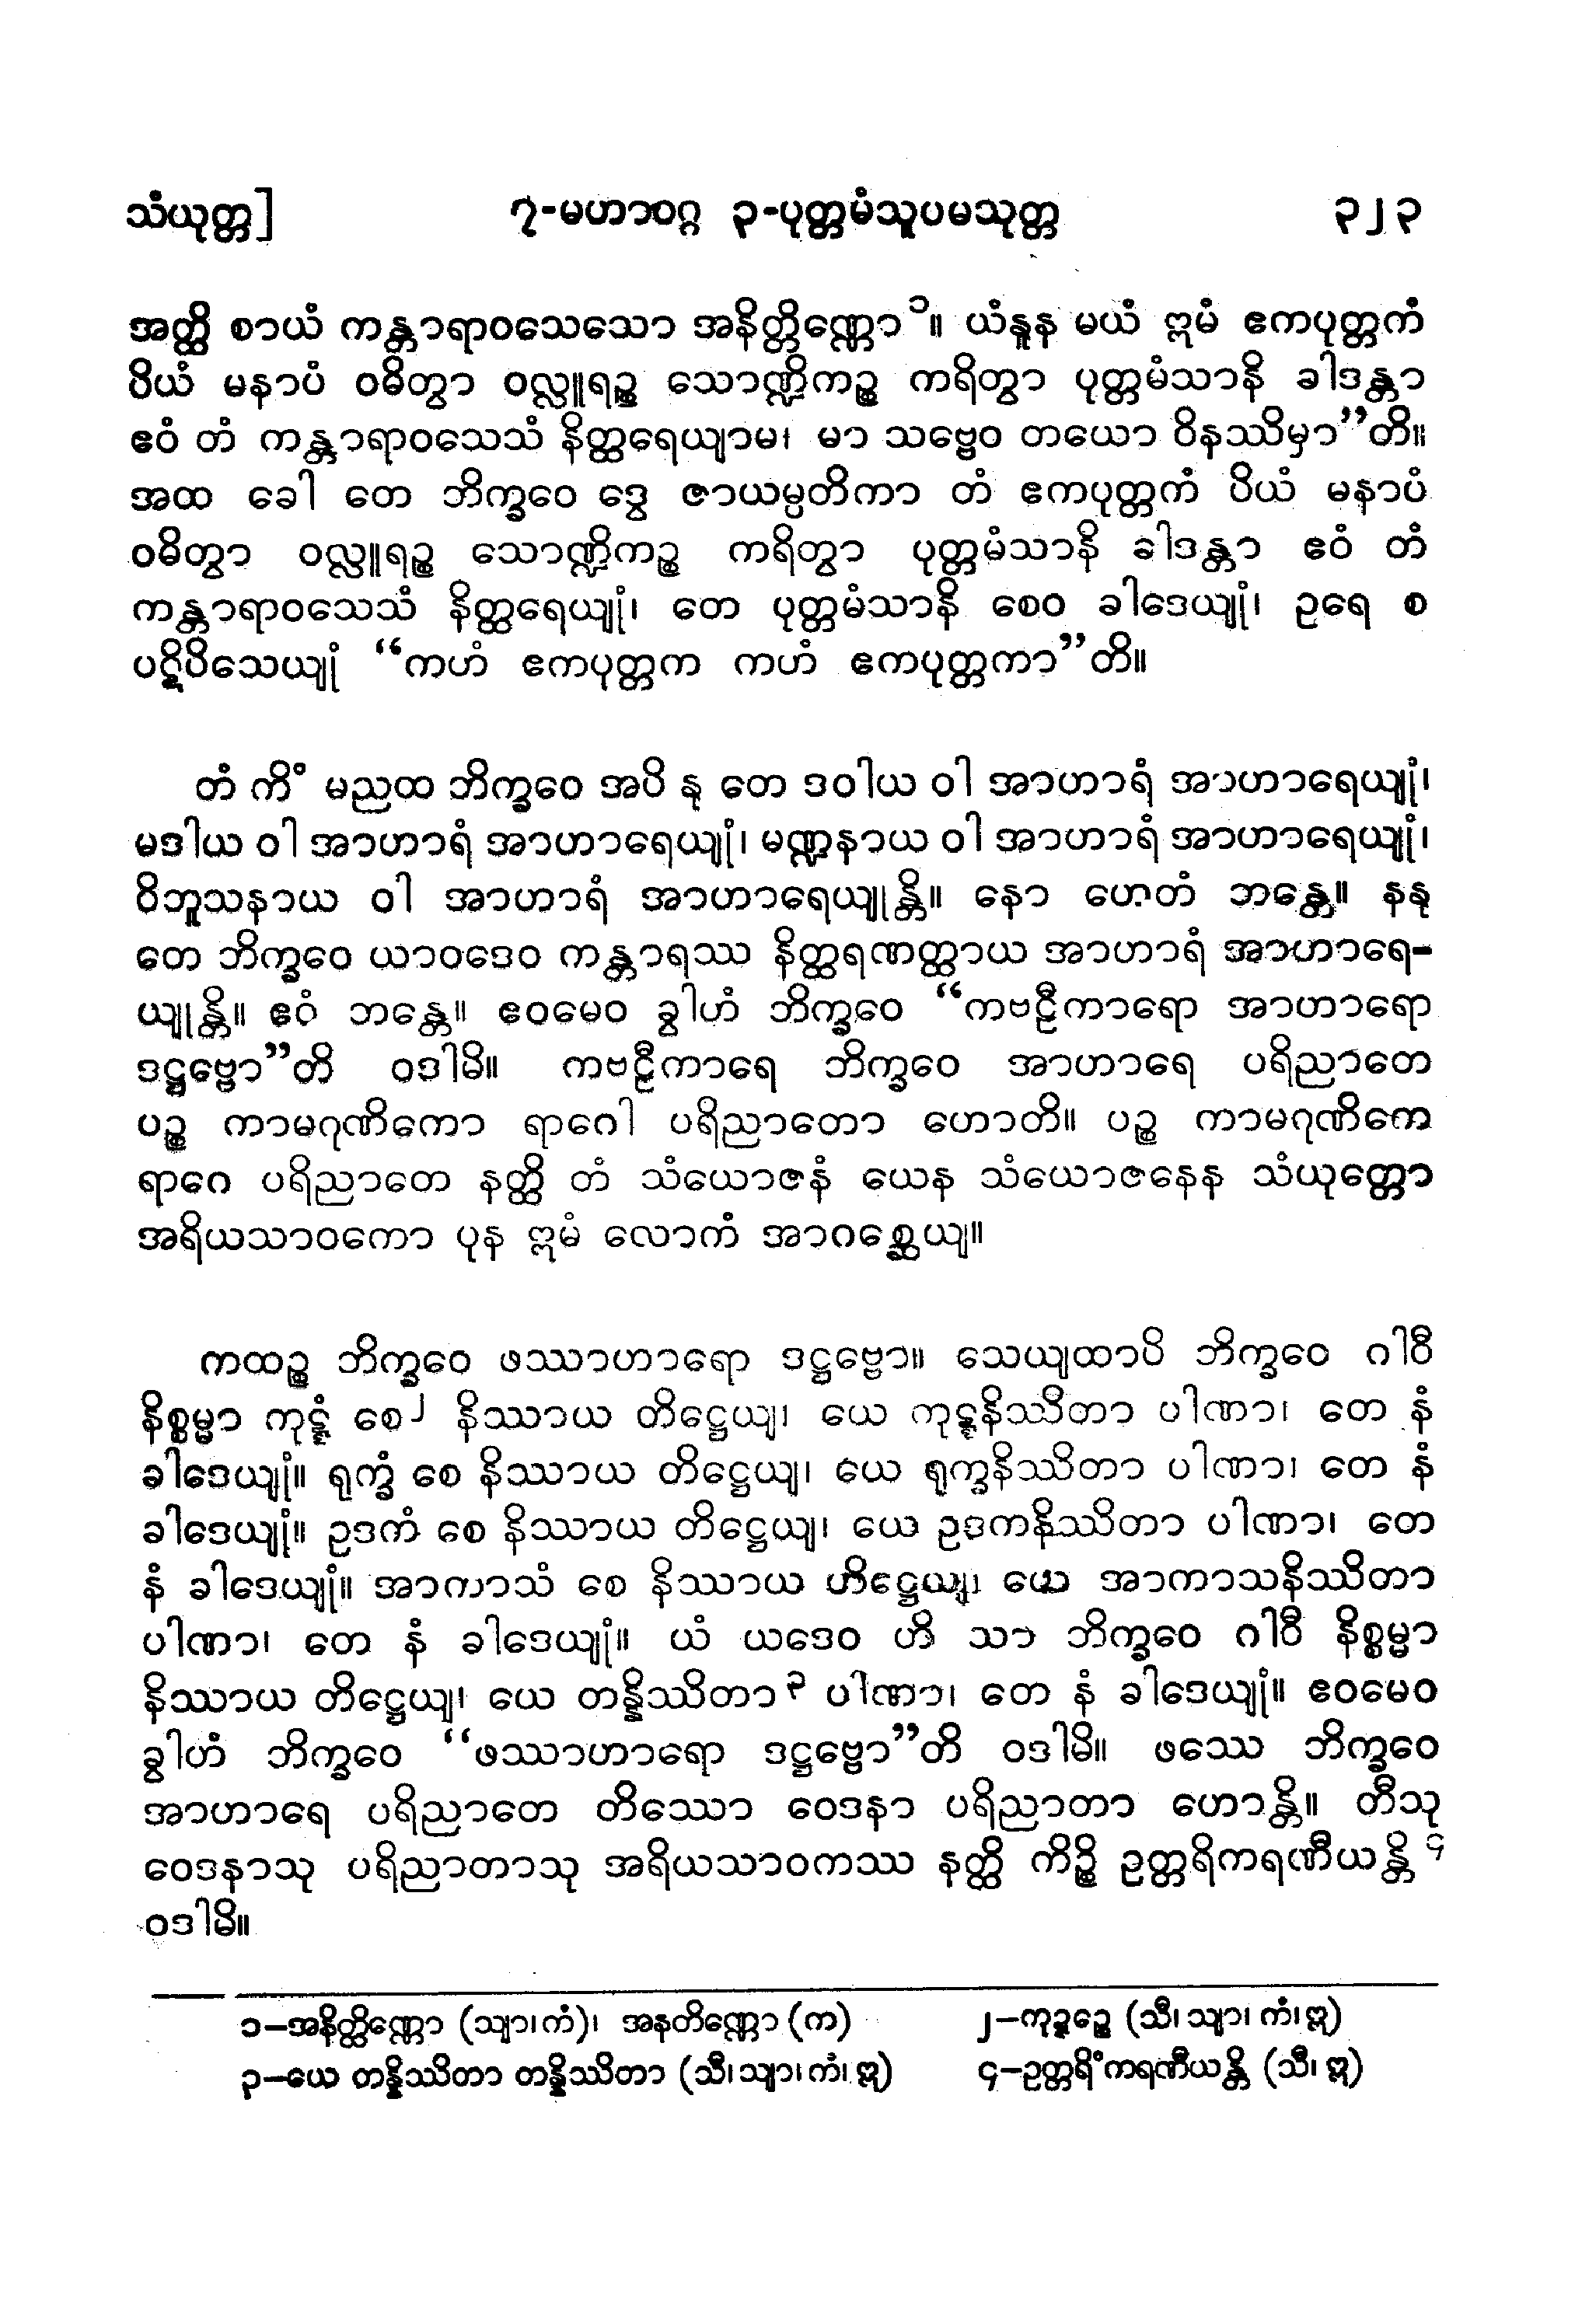 သံယုတ္တ] ၇-မဟာဝဂ္ဂ ၃-ပုတ္တမံသူပမသုတ္တ ၃၂၃
အတ္ထိ စာယံ ကန္တာရာဝသေသော အနိတ္တိဏ္ဏော၁။ ယံနူန မယံ ဣမံ ဧကပုတ္တကံ
ပိယံ မနာပံ ဝဓိတွာ ဝလ္လူရဉ္စ သောဏ္ဍိကဉ္စ ကရိတွာ ပုတ္တမံသာနိ ခါဒန္တာ
ဧဝံ တံ ကန္တာရာဝသေသံ နိတ္ထရေယျာမ၊ မာ သဗ္ဗေဝ တယော ဝိနဿိမှာ”တိ။
အထ ခေါ တေ ဘိက္ခဝေ ဒွေ ဇာယမ္ပတိကာ တံ ဧကပုတ္တကံ ပိယံ မနာပံ
ဝဓိတွာ ဝလ္လူရဉ္စ သောဏ္ဍိကဉ္စ ကရိတွာ ပုတ္တမံသာနိ ခါဒန္တာ ဧဝံ တံ
ကန္တာရာဝသေသံ နိတ္ထရေယျုံ၊ တေ ပုတ္တမံသာနိ စေဝ ခါဒေယျုံ၊ ဥရေ စ
ပဋိပိသေယျုံ “ကဟံ ဧကပုတ္တက ကဟံ ဧကပုတ္တကာ”တိ။
တံ ကိံ မညထ ဘိက္ခဝေ အပိ နု တေ ဒဝါယ ဝါ အာဟာရံ အာဟာရေယျုံ၊
မဒါယ ဝါ အာဟာရံ အာဟာရေယျုံ၊ မဏ္ဍနာယ ဝါ အာဟာရံ အာဟာရေယျုံ၊
ဝိဘူသနာယ ဝါ အာဟာရံ အာဟာရေယျုန္တိ။ နော ဟေတံ ဘန္တေ။ နနု
တေ ဘိက္ခဝေ ယာဝဒေဝ ကန္တာရဿ နိတ္ထရဏတ္ထာယ အာဟာရံ အာဟာရေ-
ယျုန္တိ။ ဧဝံ ဘန္တေ။ ဧဝမေဝ ခွါဟံ ဘိက္ခဝေ “ကဗဠီကာရော အာဟာရော
ဒဋ္ဌဗ္ဗော”တိ ဝဒါမိ။ ကဗဠီကာရေ ဘိက္ခဝေ အာဟာရေ ပရိညာတေ
ပဉ္စ ကာမဂုဏိကော ရာဂေါ ပရိညာတော ဟောတိ။ ပဉ္စ ကာမဂုဏိကေ
ရာဂေ ပရိညာတေ နတ္ထိ တံ သံယောဇနံ ယေန သံယောဇနေန သံယုတ္တော
အရိယသာဝကော ပုန ဣမံ လောကံ အာဂစ္ဆေယျ။
ကထဉ္စ ဘိက္ခဝေ ဖဿာဟာရော ဒဋ္ဌဗ္ဗော။ သေယျထာပိ ဘိက္ခဝေ ဂါဝီ
နိစ္စမ္မာ ကုဋ္ဋံ စေ၂ နိဿာယ တိဋ္ဌေယျ၊ ယေ ကုဋ္ဋနိဿိတာ ပါဏာ၊ တေ နံ
ခါဒေယျုံ။ ရုက္ခံ စေ နိဿာယ တိဋ္ဌေယျ၊ ယေ ရုက္ခနိဿိတာ ပါဏာ၊ တေ နံ
ခါဒေယျုံ။ ဥဒကံ စေ နိဿာယ တိဋ္ဌေယျ၊ ယေ ဥဒကနိဿိတာ ပါဏာ၊ တေ
နံ ခါဒေယျုံ။ အာကာသံ စေ နိဿာယ တိဋ္ဌေယျ၊ ယေ အာကာသနိဿိတာ
ပါဏာ၊ တေ နံ ခါဒေယျုံ။ ယံ ယဒေဝ ဟိ သာ ဘိက္ခဝေ ဂါဝီ နိစ္စမ္မာ
နိဿာယ တိဋ္ဌေယျ၊ ယေ တန္နိဿိတာ၃ ပါဏာ၊ တေ နံ ခါဒေယျုံ။ ဧဝမေဝ
ခွါဟံ ဘိက္ခဝေ “ဖဿာဟာရော ဒဋ္ဌဗ္ဗော”တိ ဝဒါမိ။ ဖဿေ ဘိက္ခဝေ
အာဟာရေ ပရိညာတေ တိဿော ဝေဒနာ ပရိညာတာ ဟောန္တိ။ တီသု
ဝေဒနာသု ပရိညာတာသု အရိယသာဝကဿ နတ္ထိ ကိဉ္စိ ဥတ္တရိကရဏီယန္တိ၄
ဝဒါမိ။
၁–အနိတ္ထိဏ္ဏော (သျာ၊ကံ)၊ အနတိဏ္ဏော (က) ၂–ကုဍ္ဍဉ္စေ (သီ၊ သျာ၊ ကံ၊ ဣ)
၃–ယေ တန္နိဿိတာ တန္နိဿိတာ (သီ၊ သျာ၊ ကံ၊ ဣ) ၄–ဥတ္တရိံကရဏီယန္တိ (သီ၊ ဣ)